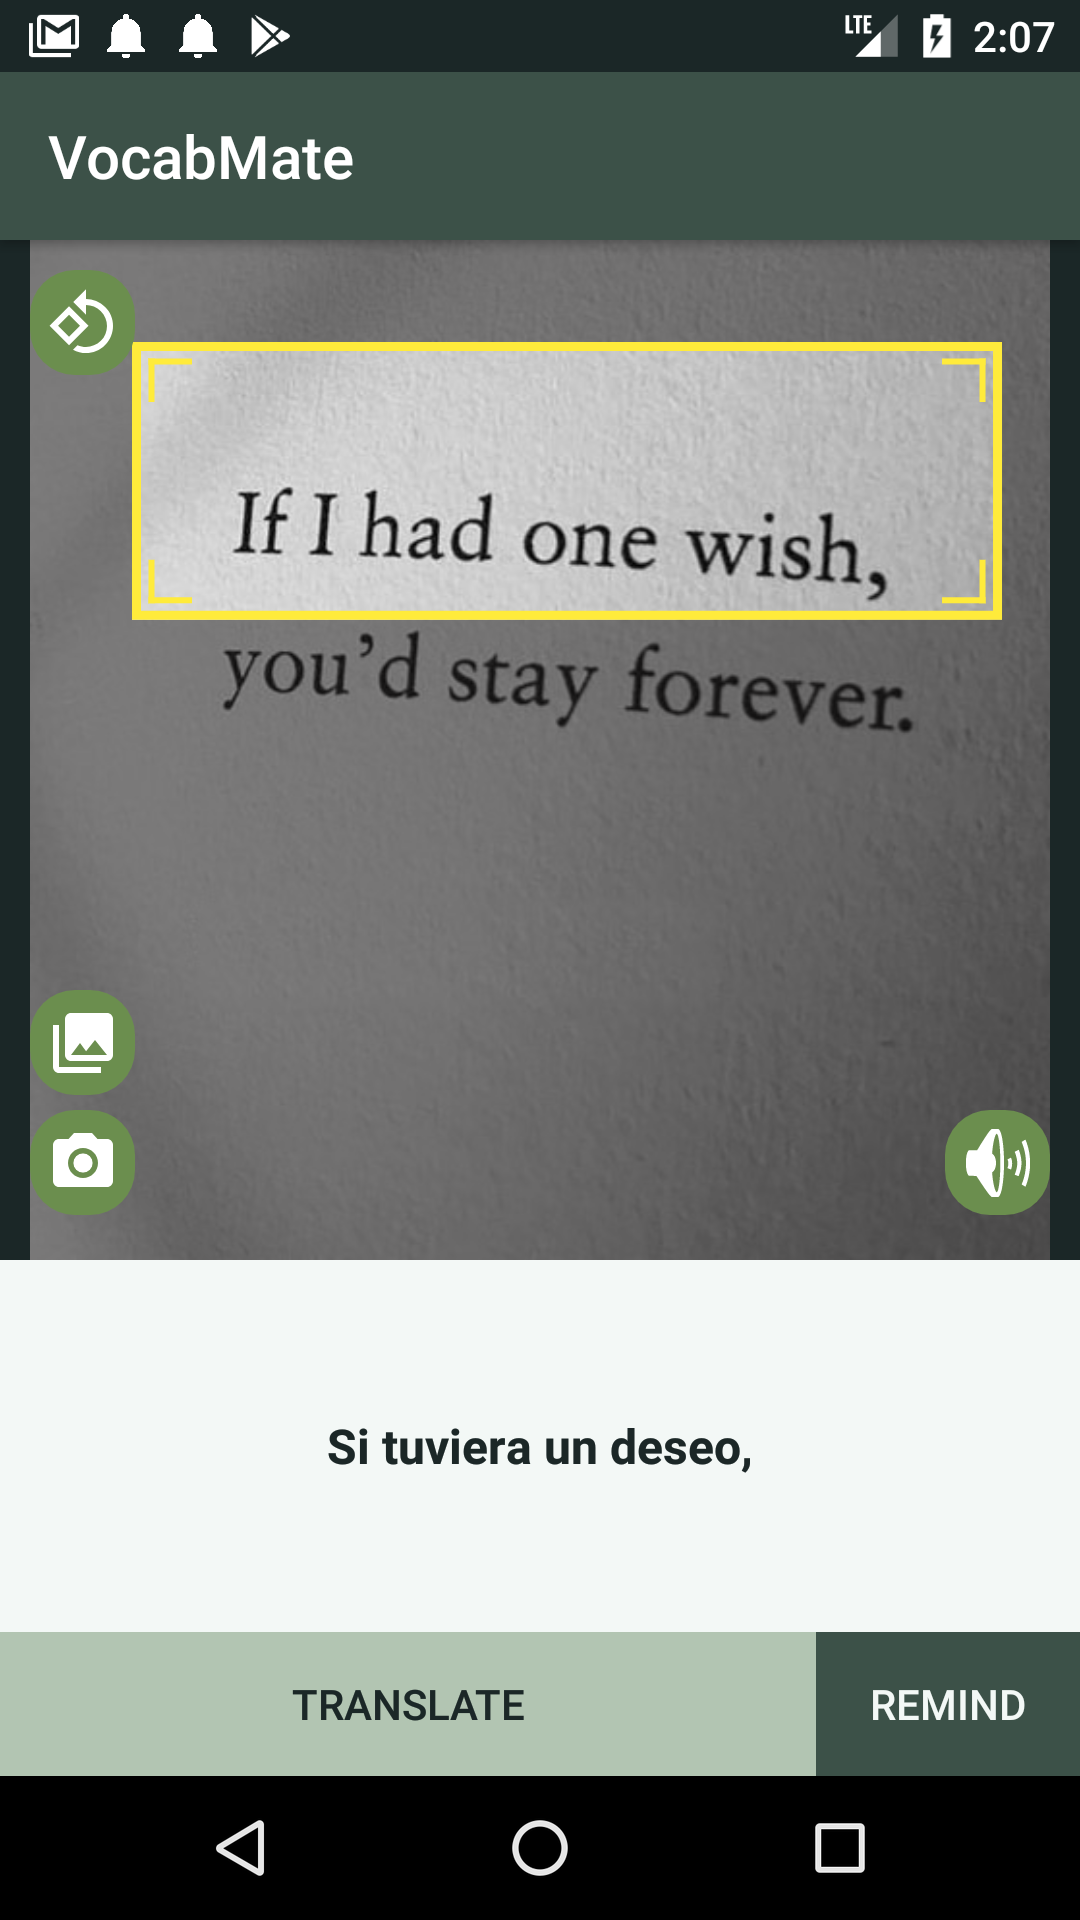 LTE
2:07
VocabMate
If I had one wish,
you'd stay forever.
Si tuviera un deseo,
TRANSLATE
REMIND